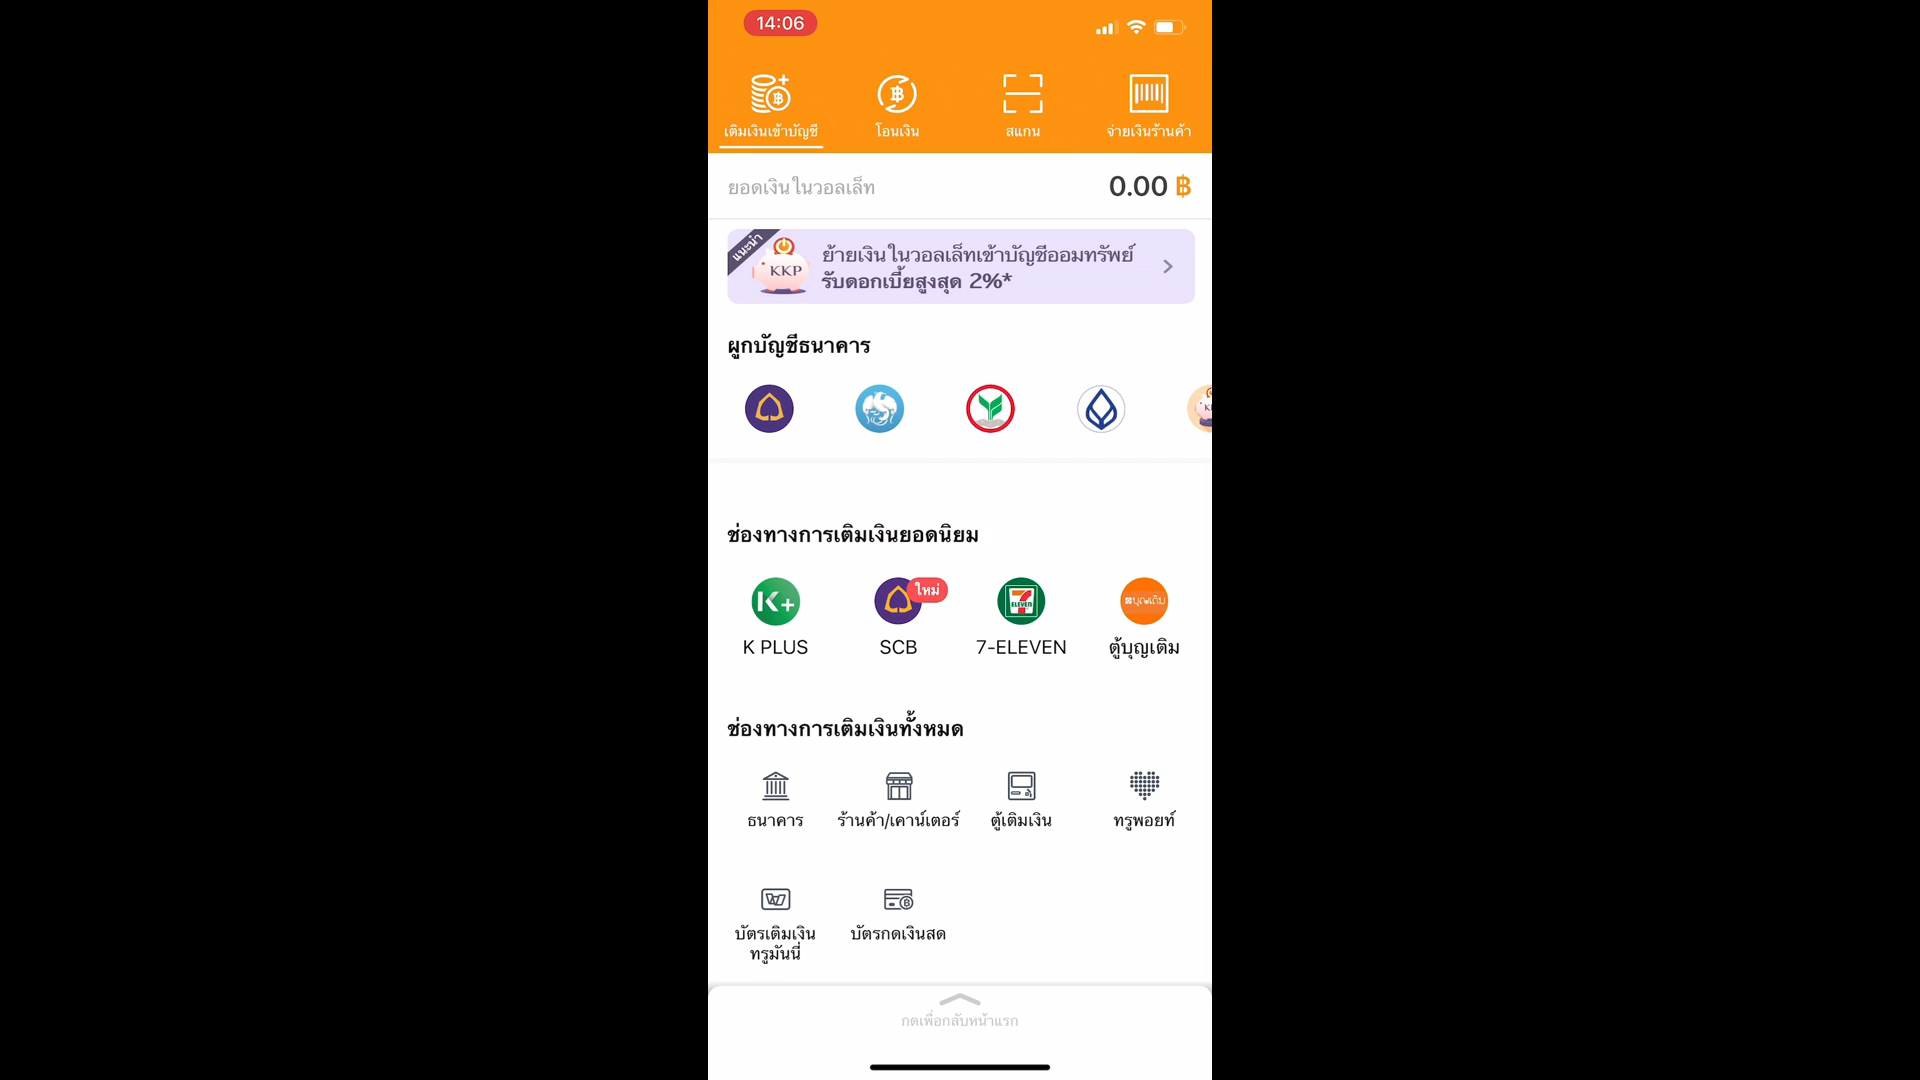 14:06
เติมเงินเข้าบัญชี
โอนเงิน
สแกน
จ่ายเงินร้านค้า
ยอดเงินในวอลเล็ท
0.00 ฿
แนะนำ
KKP
ย้ายเงินในวอลเล็ทเข้าบัญชีออมทรัพย์
รับดอกเบี้ยสูงสุด 2%*
ผูกบัญชีธนาคาร
ช่องทางการเติมเงินยอดนิยม
K+
ใหม่
7
ELEVEN
บุญเติม
K PLUS
SCB
7-ELEVEN
ตู้บุญเติม
ช่องทางการเติมเงินทั้งหมด
ธนาคาร
ร้านค้า/เคาน์เตอร์
ตู้เติมเงิน
ทรูพอยท์
บัตรเติมเงิน
ทรูมันนี่
บัตรกดเงินสด
กดเพื่อกลับหน้าแรก